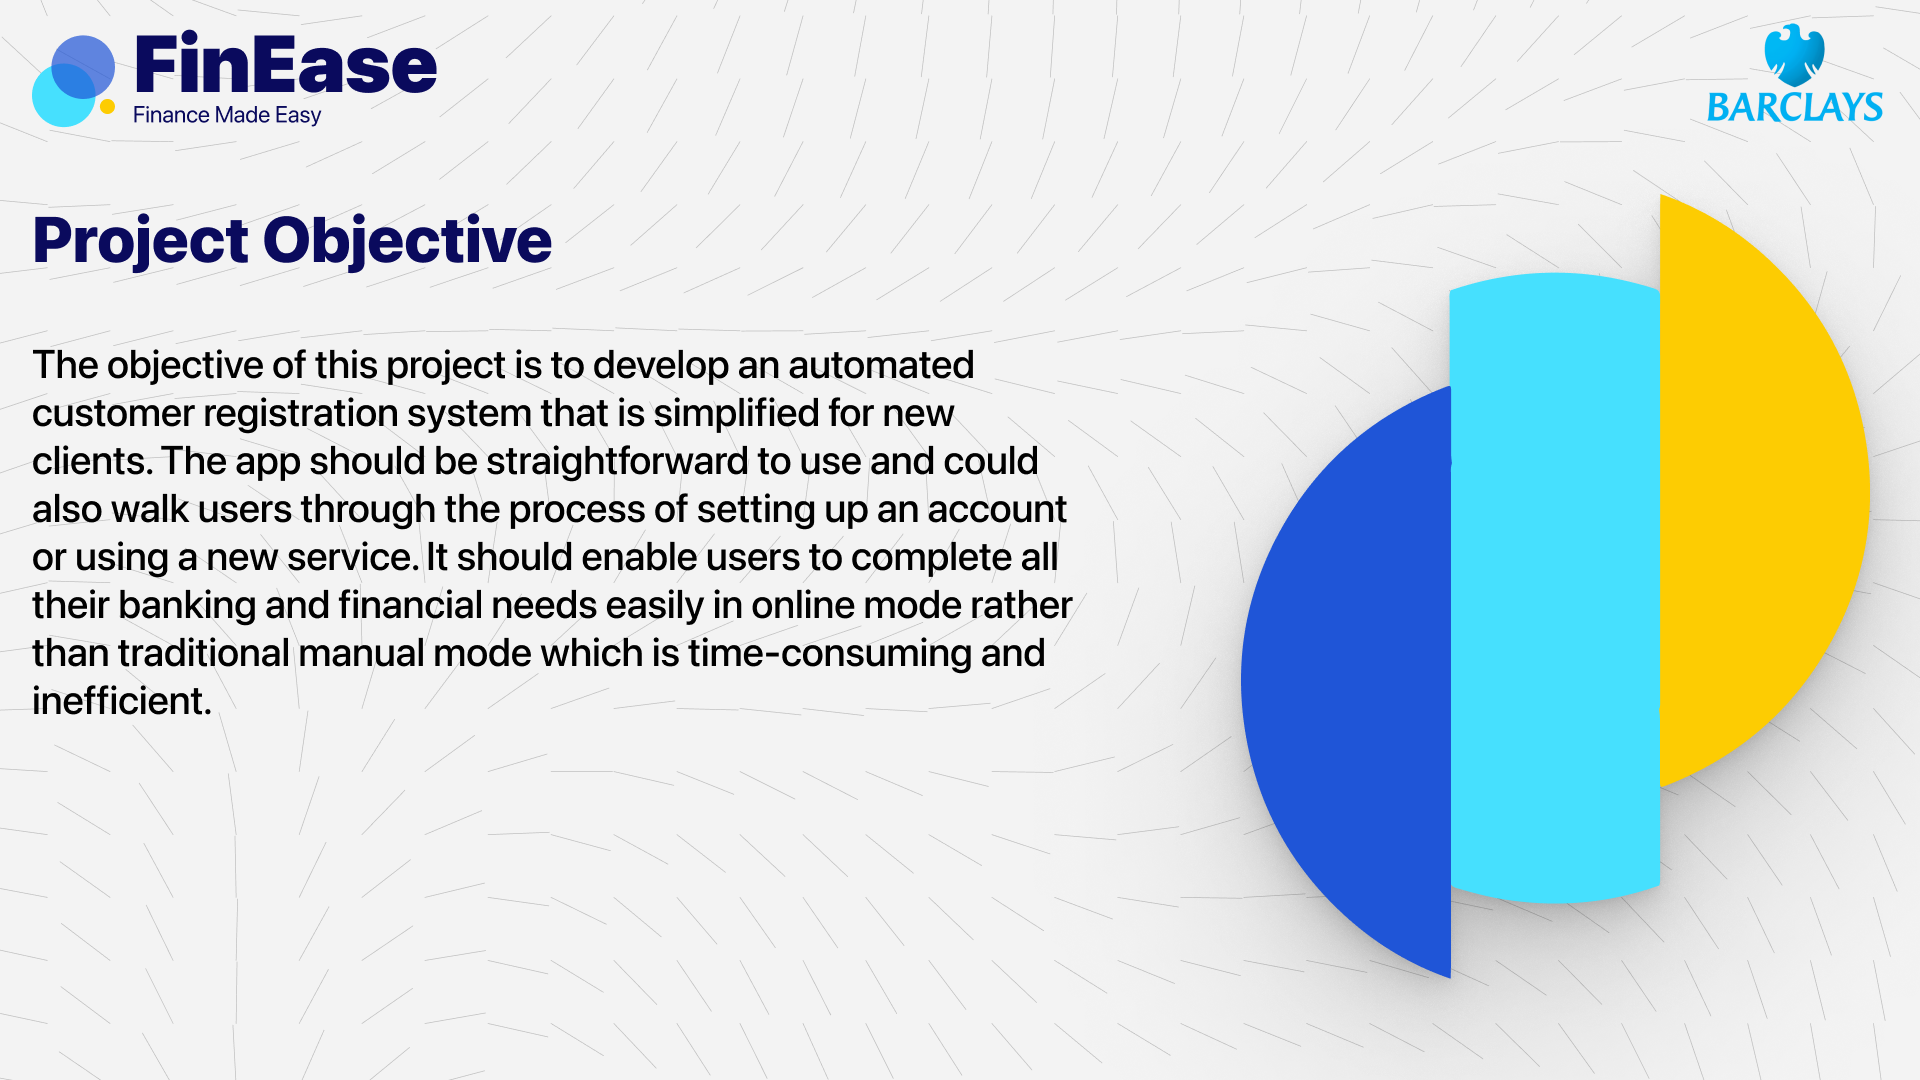 FinEase
Finance Made Easy
BARCLAYS
Project Objective
The objective of this project is to develop an automated
customer registration system that is simplified for new
clients. The app should be straightforward to use and could
also walk users through the process of setting up an account
or using a new service. It should enable users to complete all
their banking and financial needs easily in online mode rather
than traditional manual mode which is time-consuming and
inefficient.